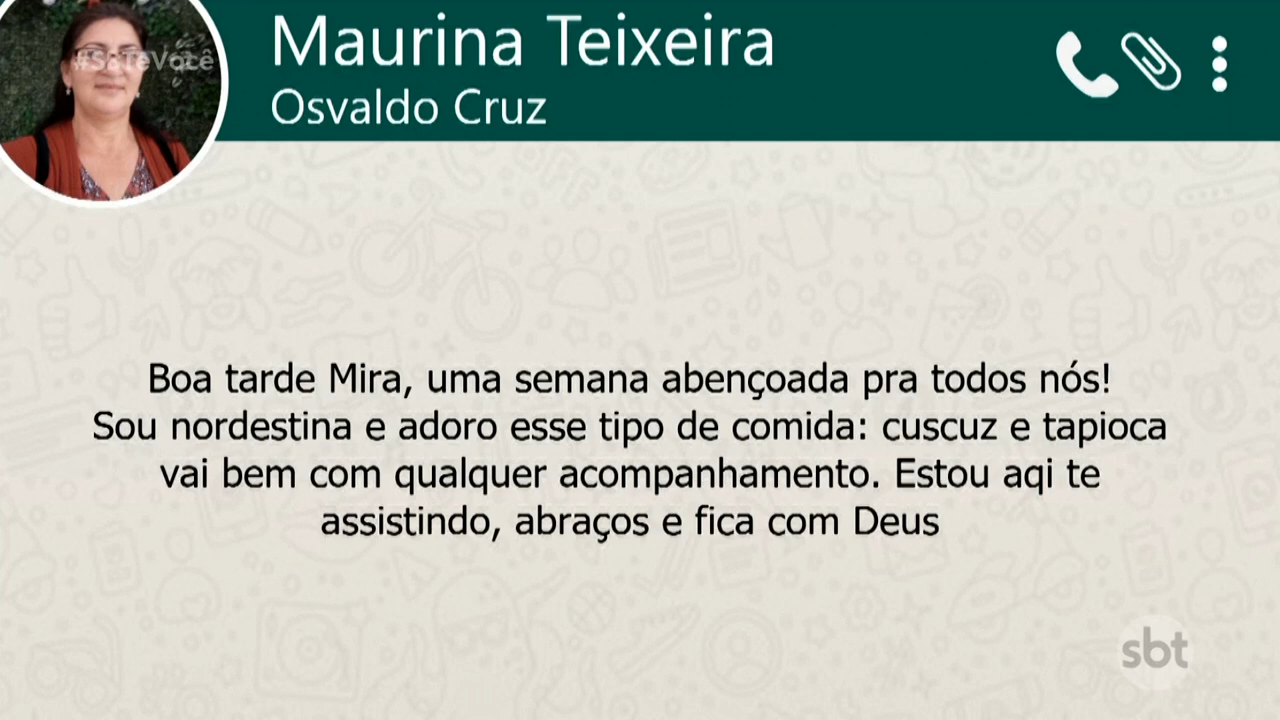 #SBTeVocê
Maurina Teixeira
Osvaldo Cruz
Boa tarde Mira, uma semana abençoada pra todos nós!
Sou nordestina e adoro esse tipo de comida: cuscuz e tapioca
vai bem com qualquer acompanhamento. Estou aqi te
assistindo, abraços e fica com Deus
sbt